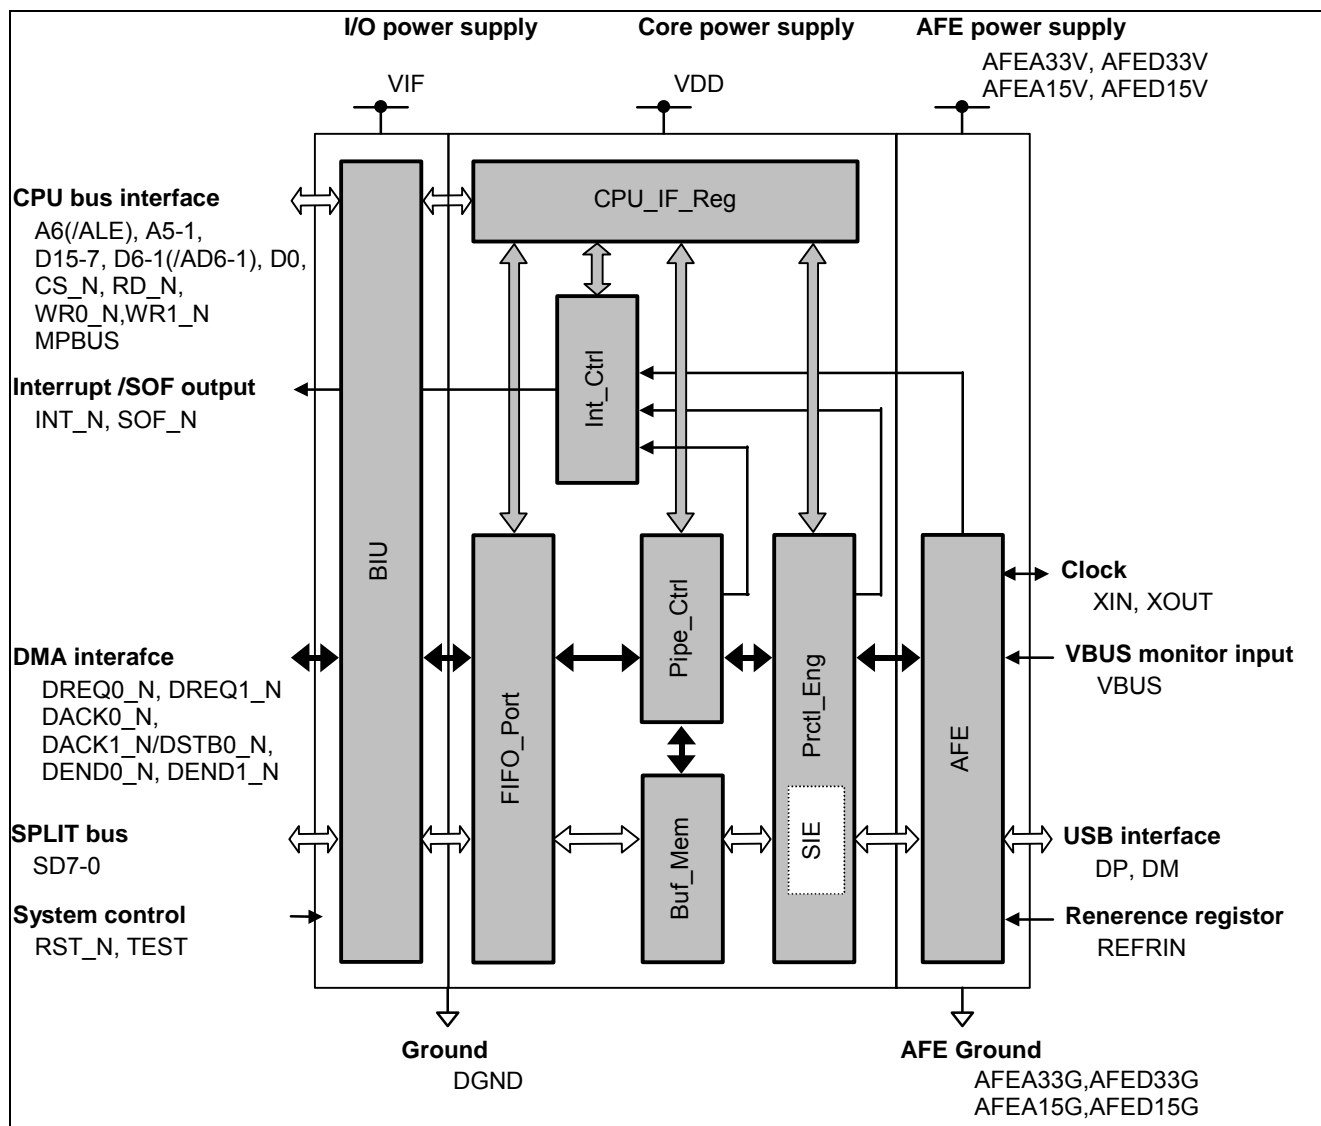 I/O power supply
Core power supply
AFE power supply
AFEA33V, AFED33V
AFEA15V, AFED15V
VIF
VDD
CPU bus interface
A6(/ALE), A5-1,
D15-7, D6-1(/AD6-1), D0,
CS_N, RD_N,
WR0_N,WR1_N
MPBUS
Interrupt /SOF output
INT_N, SOF_N
DMA interafce
DREQ0_N, DREQ1_N
DACK0_N,
DACK1_N/DSTB0_N,
DEND0_N, DEND1_N
SPLIT bus
SD7-0
System control
RST_N, TEST
BIU
CPU_IF_Reg
Int_Ctrl
FIFO_Port
Pipe_Ctrl
Buf_Mem
Prctl_Eng
SIE
AFE
Clock
XIN, XOUT
VBUS monitor input
VBUS
USB interface
DP, DM
Renerence registor
REFRIN
Ground
DGND
AFE Ground
AFEA33G,AFED33G
AFEA15G,AFED15G